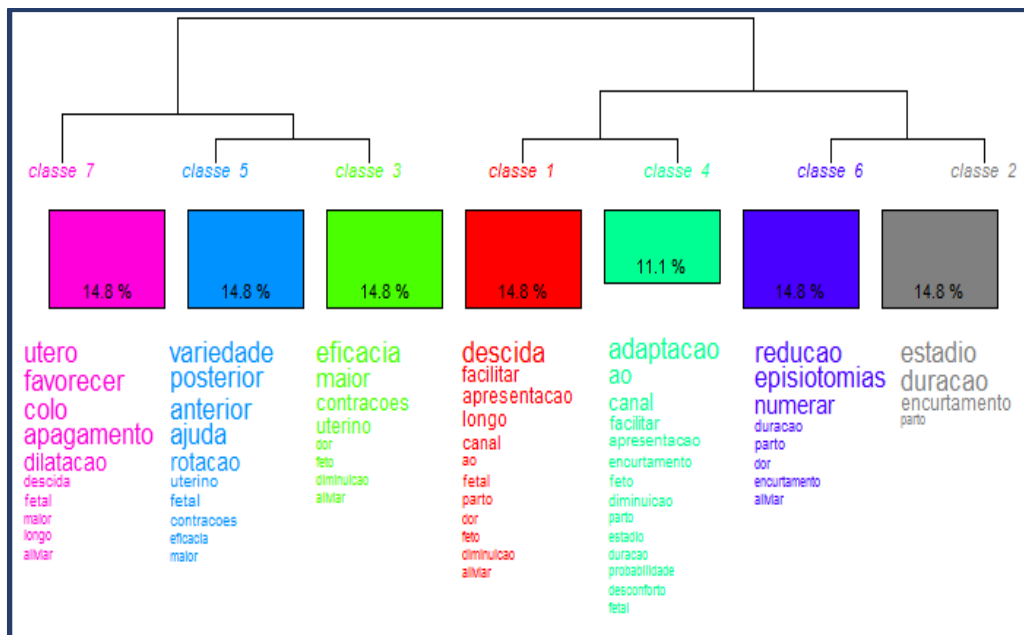 classe 7
classe 5
classe 3
classe 1
classe 4
classe 6
classe 2
14.8 %
14.8 %
14.8 %
14.8 %
11.1 %
14.8 %
14.8 %
utero
favorecer
colo
apagamento
dilatacao
descida
fetal
maior
longo
aliviar
variedade
posterior
anterior
ajuda
rotacao
uterino
fetal
contracoes
eficacia
maior
eficacia
maior
contracoes
uterino
dor
feto
diminuicao
aliviar
descida
facilitar
apresentacao
longo
canal
ao
fetal
parto
dor
feto
diminuicao
aliviar
adaptacao
ao
canal
facilitar
apresentacao
encurtamento
feto
diminuicao
parto
estadio
duracao
probabilidade
desconforto
fetal
reducao
episiotomias
numerar
duracao
parto
dor
encurtamento
aliviar
estadio
duracao
encurtamento
parto